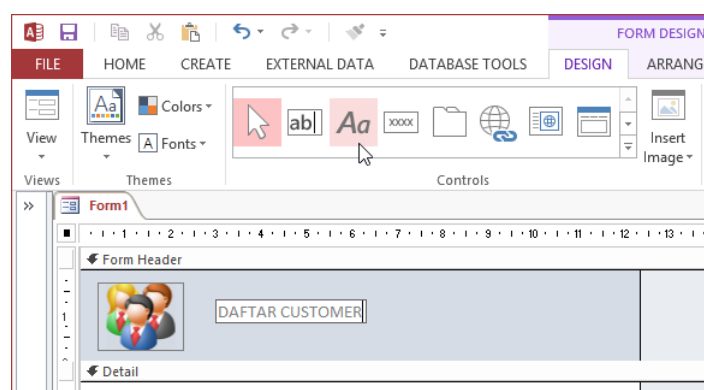 FORM DESIGN
FILE HOME CREATE EXTERNAL DATA DATABASE TOOLS DESIGN ARRANG
View
Themes
Aa
Colors
A Fonts
ab
Aa
xxxx
Insert
Image
Views Themes Controls
Form1
1 2 3 4 5 6 7 8 9 10 11 12 13
Form Header
DAFTAR CUSTOMER
1
Detail